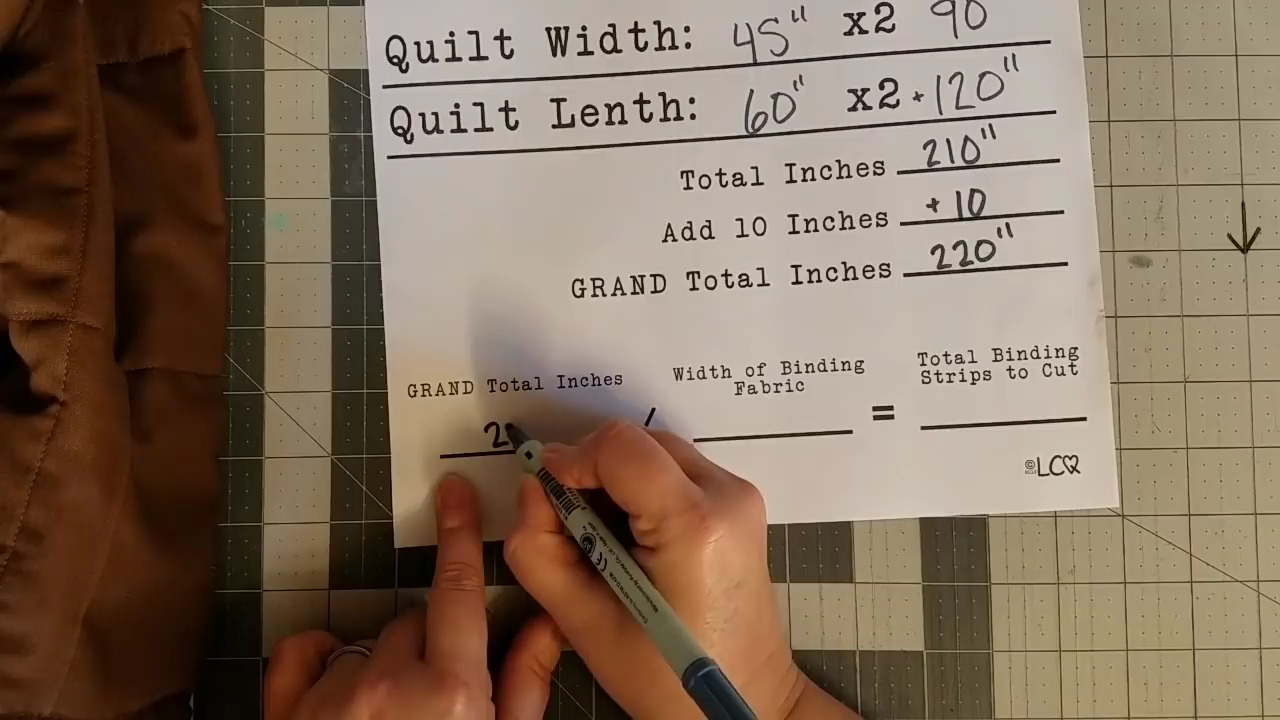 Quilt Width: 45" x2 90
Quilt Lenth: 60" x2 + 120"
Total Inches 210"
Add 10 Inches + 10
GRAND Total Inches 220"
GRAND Total Inches / Width of Binding Fabric = Total Binding Strips to Cut
2
©LCQ